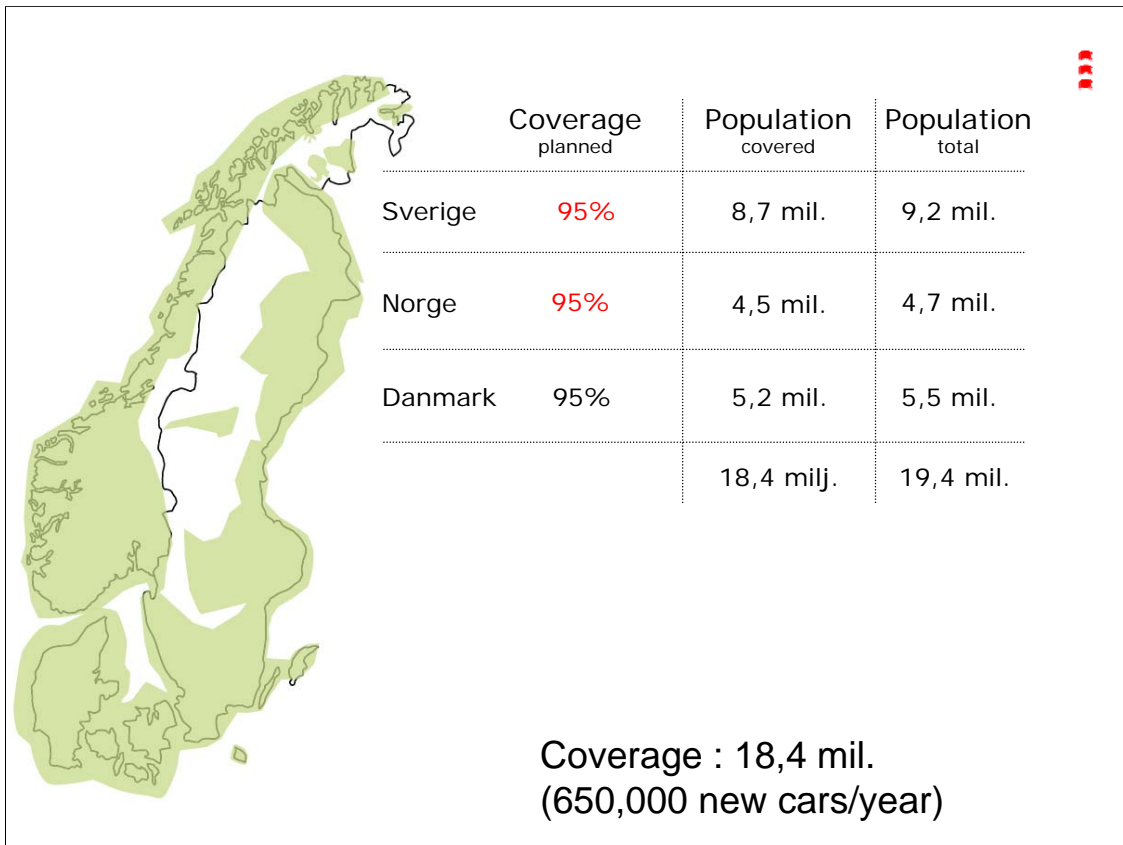 Coverage Population Population
planned covered total
Sverige 95% 8,7 mil. 9,2 mil.
Norge 95% 4,5 mil. 4,7 mil.
Danmark 95% 5,2 mil. 5,5 mil.
18,4 milj. 19,4 mil.
Coverage : 18,4 mil.
(650,000 new cars/year)